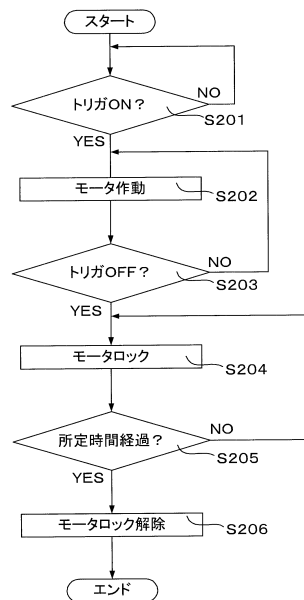 スタート
トリガON？
NO
S201
YES
モータ作動
S202
トリガOFF？
NO
S203
YES
モータロック
S204
所定時間経過？
NO
S205
YES
モータロック解除
S206
エンド